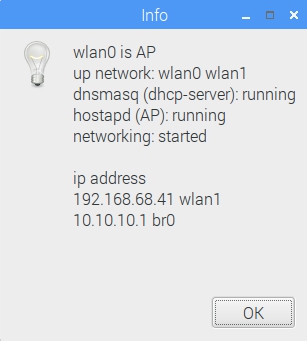 Info
wlan0 is AP
up network: wlan0 wlan1
dnsmasq (dhcp-server): running
hostapd (AP): running
networking: started
ip address
192.168.68.41 wlan1
10.10.10.1 br0
OK